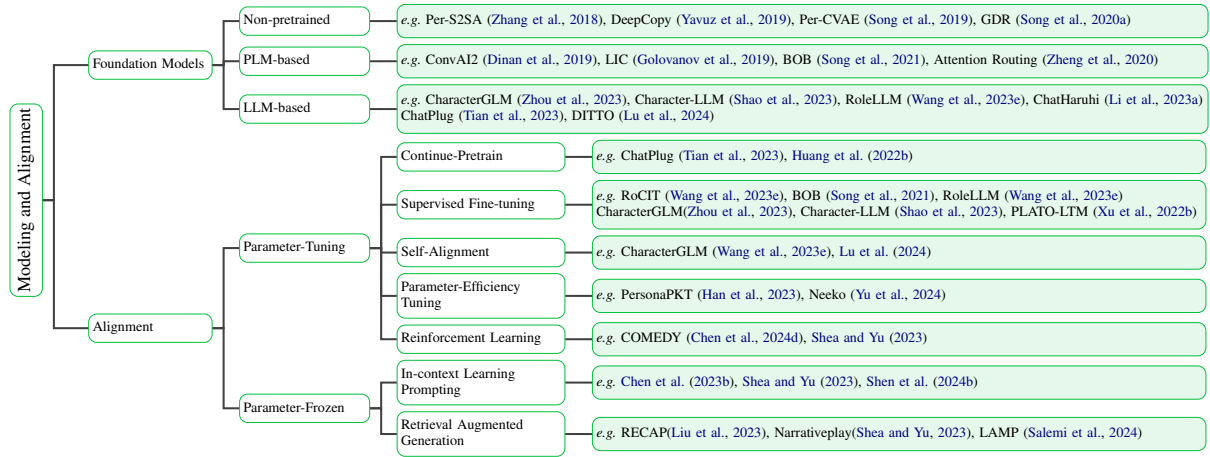 Modeling and Alignment
Foundation Models
Non-pretrained
e.g. Per-S2SA (Zhang et al., 2018), DeepCopy (Yavuz et al., 2019), Per-CVAE (Song et al., 2019), GDR (Song et al., 2020a)
PLM-based
e.g. ConvAI2 (Dinan et al., 2019), LIC (Golovanov et al., 2019), BOB (Song et al., 2021), Attention Routing (Zheng et al., 2020)
LLM-based
e.g. CharacterGLM (Zhou et al., 2023), Character-LLM (Shao et al., 2023), RoleLLM (Wang et al., 2023e), ChatHaruhi (Li et al., 2023a)
ChatPlug (Tian et al., 2023), DITTO (Lu et al., 2024)
Alignment
Parameter-Tuning
Continue-Pretrain
e.g. ChatPlug (Tian et al., 2023), Huang et al. (2022b)
Supervised Fine-tuning
e.g. RoCIT (Wang et al., 2023e), BOB (Song et al., 2021), RoleLLM (Wang et al., 2023e)
CharacterGLM(Zhou et al., 2023), Character-LLM (Shao et al., 2023), PLATO-LTM (Xu et al., 2022b)
Self-Alignment
e.g. CharacterGLM (Wang et al., 2023e), Lu et al. (2024)
Parameter-Efficiency
Tuning
e.g. PersonaPKT (Han et al., 2023), Neeko (Yu et al., 2024)
Reinforcement Learning
e.g. COMEDY (Chen et al., 2024d), Shea and Yu (2023)
Parameter-Frozen
In-context Learning
Prompting
e.g. Chen et al. (2023b), Shea and Yu (2023), Shen et al. (2024b)
Retrieval Augmented
Generation
e.g. RECAP(Liu et al., 2023), Narrativeplay(Shea and Yu, 2023), LAMP (Salemi et al., 2024)